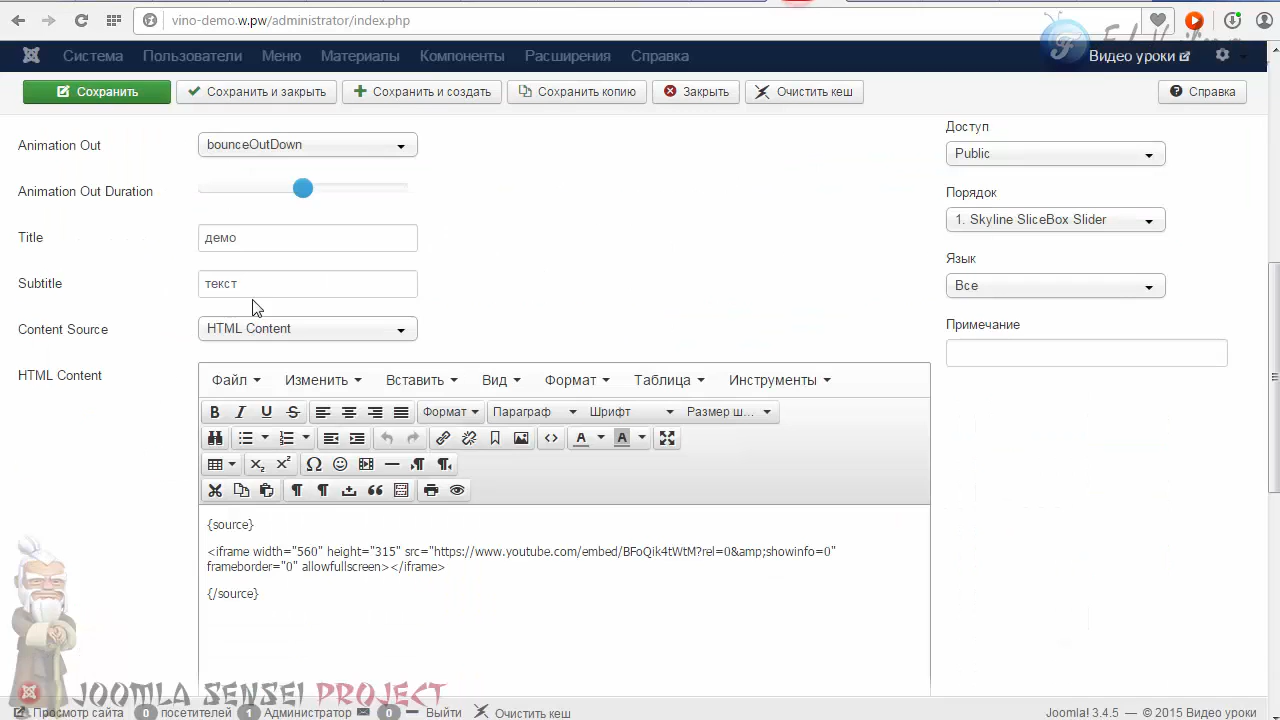 vino-demo.w.pw/administrator/index.php
Система Пользователи Меню Материалы Компоненты Расширения Справка Видео уроки
Сохранить Сохранить и закрыть Сохранить и создать Сохранить копию Закрыть Очистить кеш Справка
Animation Out bounceOutDown
Animation Out Duration
Title демо
Subtitle текст
Content Source HTML Content
HTML Content
Файл Изменить Вставить Вид Формат Таблица Инструменты
Формат Параграф Шрифт Размер ш...
{source}
<iframe width="560" height="315" src="https://www.youtube.com/embed/BFoQik4tWtM?rel=0&amp;showinfo=0"
frameborder="0" allowfullscreen></iframe>
{/source}
Доступ
Public
Порядок
1. Skyline SliceBox Slider
Язык
Все
Примечание
JOOMLA SENSEI PROJECT
Просмотр сайта 0 посетителей 1 Администратор 0 Выйти Очистить кеш Joomla! 3.4.5 — © 2015 Видео уроки